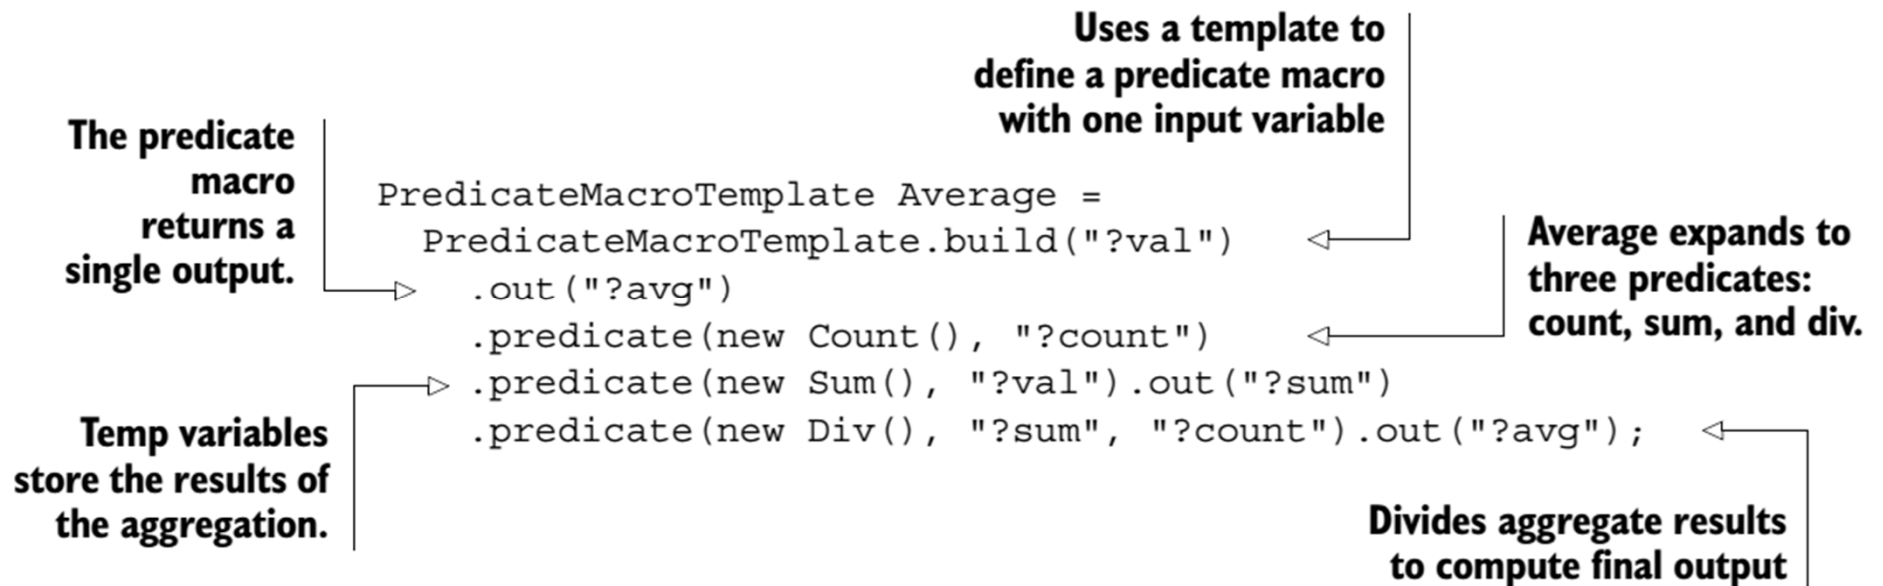 Uses a template to
define a predicate macro
with one input variable
The predicate
macro
returns a
single output.
PredicateMacroTemplate Average =
PredicateMacroTemplate.build("?val")
.out("?avg")
.predicate(new Count(), "?count")
.predicate(new Sum(), "?val").out("?sum")
.predicate(new Div(), "?sum", "?count").out("?avg");
Average expands to
three predicates:
count, sum, and div.
Temp variables
store the results of
the aggregation.
Divides aggregate results
to compute final output